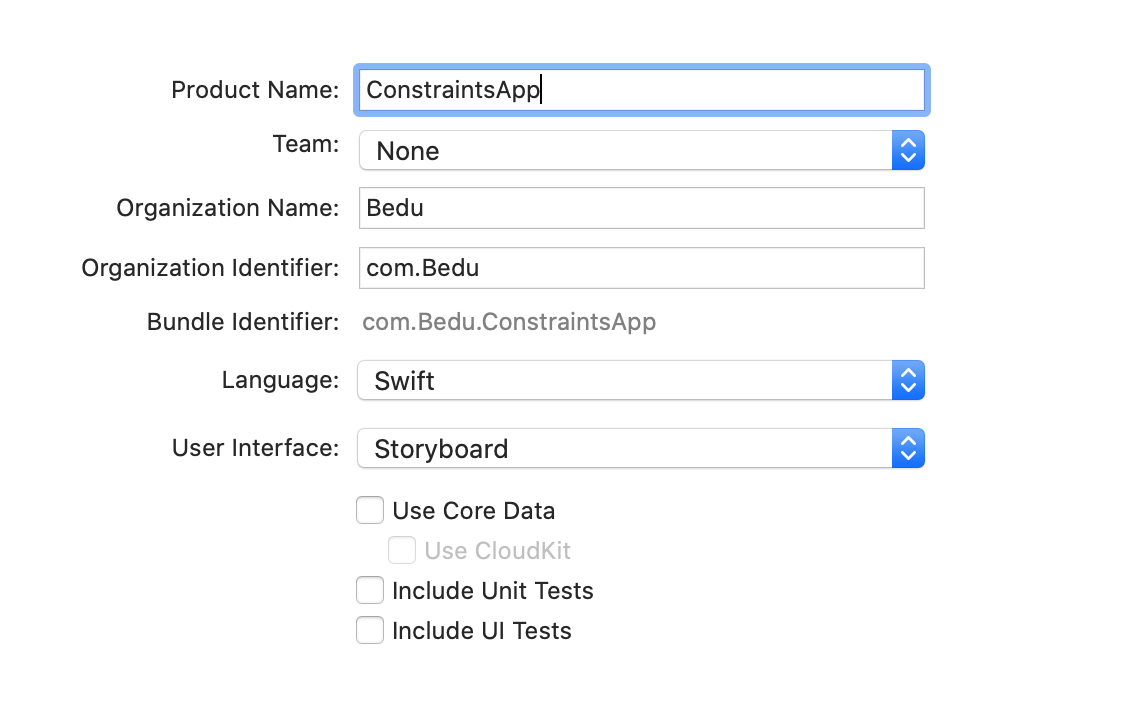 Product Name: ConstraintsApp
Team: None
Organization Name: Bedu
Organization Identifier: com.Bedu
Bundle Identifier: com.Bedu.ConstraintsApp
Language: Swift
User Interface: Storyboard
Use Core Data
Use CloudKit
Include Unit Tests
Include UI Tests